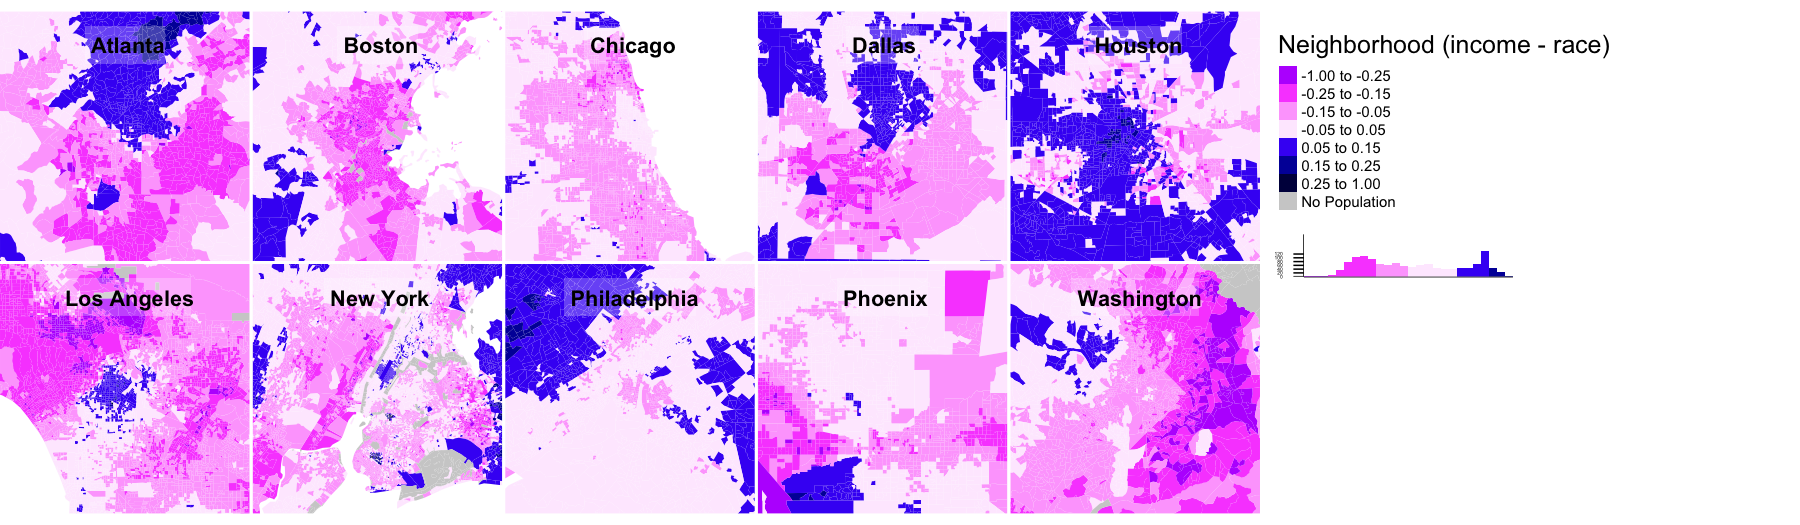 Atlanta
Boston
Chicago
Dallas
Houston
Los Angeles
New York
Philadelphia
Phoenix
Washington
Neighborhood (income - race)
-1.00 to -0.25
-0.25 to -0.15
-0.15 to -0.05
-0.05 to 0.05
0.05 to 0.15
0.15 to 0.25
0.25 to 1.00
No Population